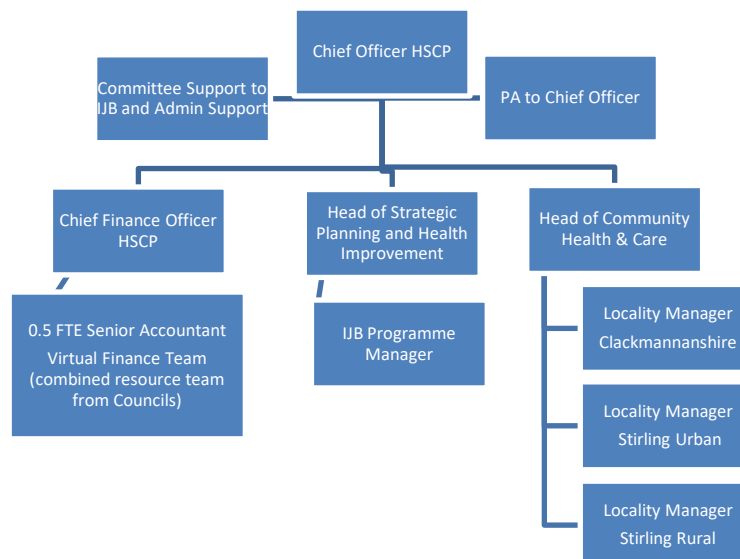 Chief Officer HSCP
Committee Support to
IJB and Admin Support
PA to Chief Officer
Chief Finance Officer
HSCP
Head of Strategic
Planning and Health
Improvement
Head of Community
Health & Care
0.5 FTE Senior Accountant
Virtual Finance Team
(combined resource team
from Councils)
IJB Programme
Manager
Locality Manager
Clackmannanshire
Locality Manager
Stirling Urban
Locality Manager
Stirling Rural